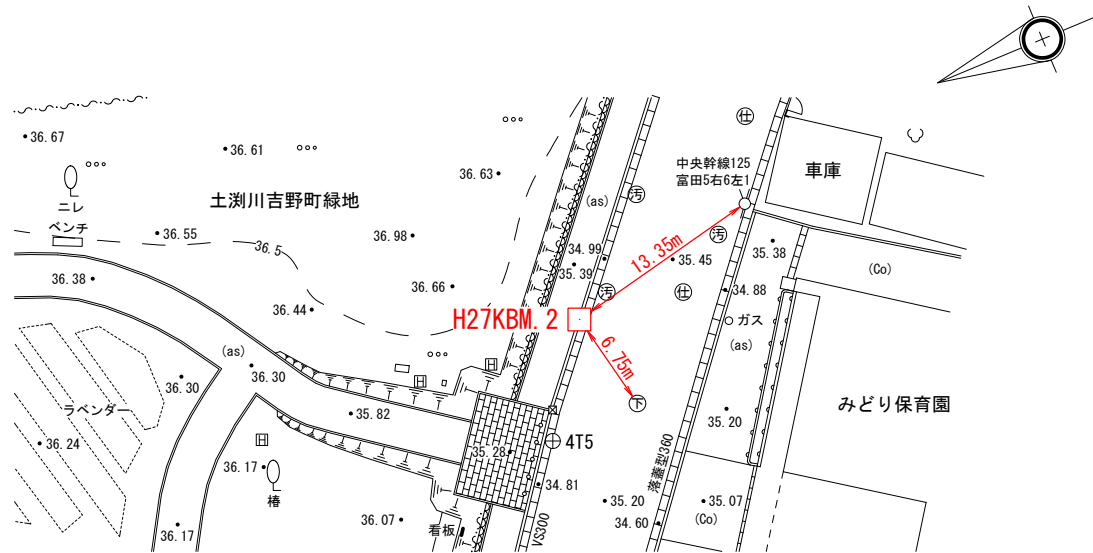 仕
36.67
36.61
中央幹線125
富田5右6左1
車庫
36.63
ニレ
土渕川吉野町緑地
(as)
汚
ベンチ
36.55
36.98
36.5
34.99
汚
13.35m
35.38
35.39
35.45
(Co)
36.38
36.66
汚
仕
34.88
36.44
H27KBM.2
ガス
(as)
(as)
6.75m
36.30
36.30
下
ラベンダー
35.82
35.20
みどり保育園
36.24
4T5
35.28
36.17
落蓋型360
34.81
椿
35.20
35.07
36.07
34.60
(Co)
36.17
看板
VS300